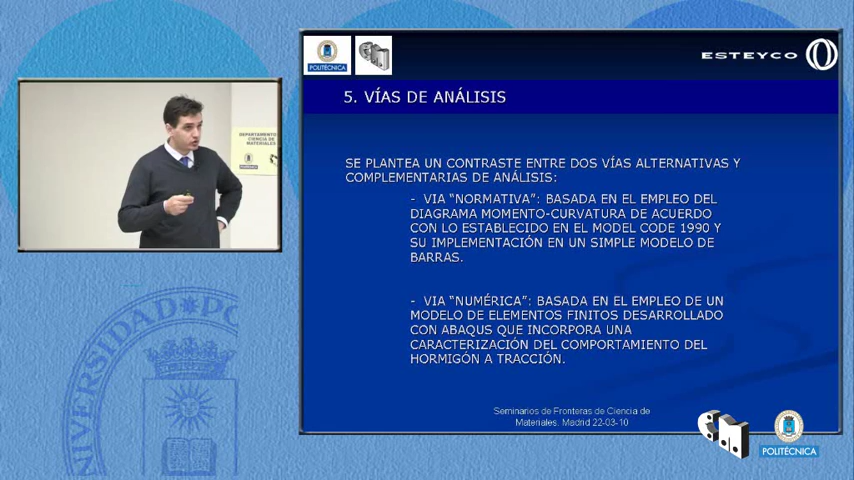 POLITÉCNICA
ESTEYCO
5. VÍAS DE ANÁLISIS
SE PLANTEA UN CONTRASTE ENTRE DOS VÍAS ALTERNATIVAS Y
COMPLEMENTARIAS DE ANÁLISIS:
- VIA "NORMATIVA": BASADA EN EL EMPLEO DEL
DIAGRAMA MOMENTO-CURVATURA DE ACUERDO
CON LO ESTABLECIDO EN EL MODEL CODE 1990 Y
SU IMPLEMENTACIÓN EN UN SIMPLE MODELO DE
BARRAS.
- VIA "NUMÉRICA": BASADA EN EL EMPLEO DE UN
MODELO DE ELEMENTOS FINITOS DESARROLLADO
CON ABAQUS QUE INCORPORA UNA
CARACTERIZACIÓN DEL COMPORTAMIENTO DEL
HORMIGÓN A TRACCIÓN.
Seminarios de Fronteras de Ciencia de
Materiales. Madrid 22-03-10
DEPARTAMENTO
CIENCIA DE
MATERIALES
POLITÉCNICA